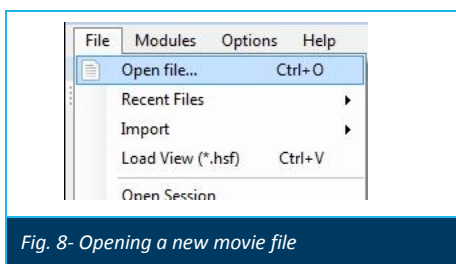 File Modules Options Help
Open file... Ctrl+O
Recent Files
Import
Load View (*.hsf) Ctrl+V
Open Session
Fig. 8- Opening a new movie file